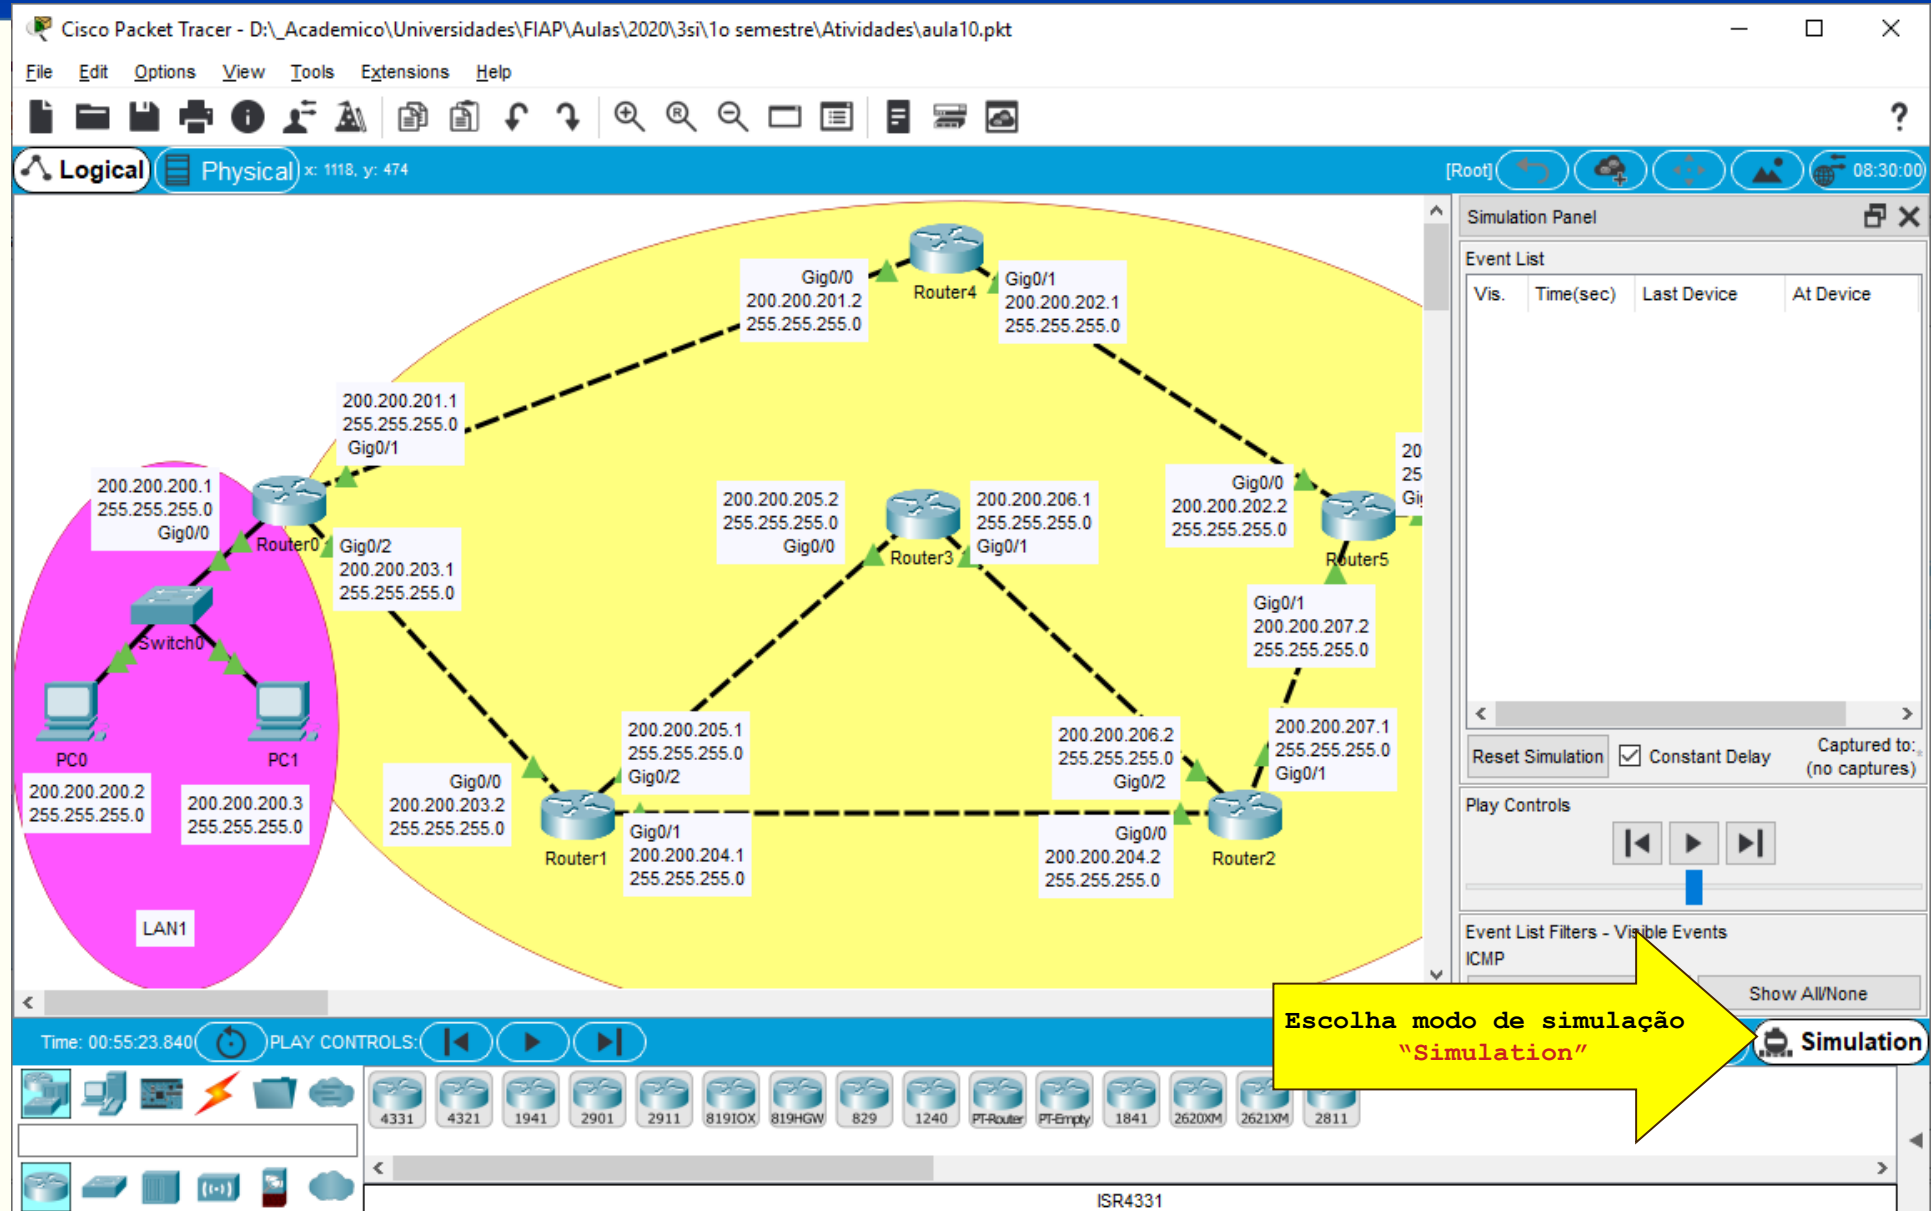 Cisco Packet Tracer - D:\_Academico\Universidades\FIAP\Aulas\2020\3si\1o semestre\Atividades\aula10.pkt
File Edit Options View Tools Extensions Help
?
Logical Physical x: 1118, y: 474 [Root] 08:30:00
Simulation Panel
Event List
Vis. Time(sec) Last Device At Device
Gig0/0
200.200.201.2
255.255.255.0
Router4
Gig0/1
200.200.202.1
255.255.255.0
200.200.201.1
255.255.255.0
Gig0/1
200.200.200.1
255.255.255.0
Gig0/0
Router0
Gig0/2
200.200.203.1
255.255.255.0
200.200.205.2
255.255.255.0
Gig0/0
Router3
200.200.206.1
255.255.255.0
Gig0/1
Gig0/0
200.200.202.2
255.255.255.0
20
25
Gi
Router5
Gig0/1
200.200.207.2
255.255.255.0
Switch0
PC0
200.200.200.2
255.255.255.0
PC1
200.200.200.3
255.255.255.0
LAN1
Gig0/0
200.200.203.2
255.255.255.0
Router1
200.200.205.1
255.255.255.0
Gig0/2
Gig0/1
200.200.204.1
255.255.255.0
200.200.206.2
255.255.255.0
Gig0/2
200.200.207.1
255.255.255.0
Gig0/1
Gig0/0
200.200.204.2
255.255.255.0
Router2
Reset Simulation Constant Delay Captured to:
(no captures)
Play Controls
Event List Filters - Visible Events
ICMP
Show All/None
Escolha modo de simulação
“Simulation”
Time: 00:55:23.840 PLAY CONTROLS: Simulation
4331 4321 1941 2901 2911 819IOX 819HGW 829 1240 PT-Router PT-Empty 1841 2620XM 2621XM 2811
ISR4331